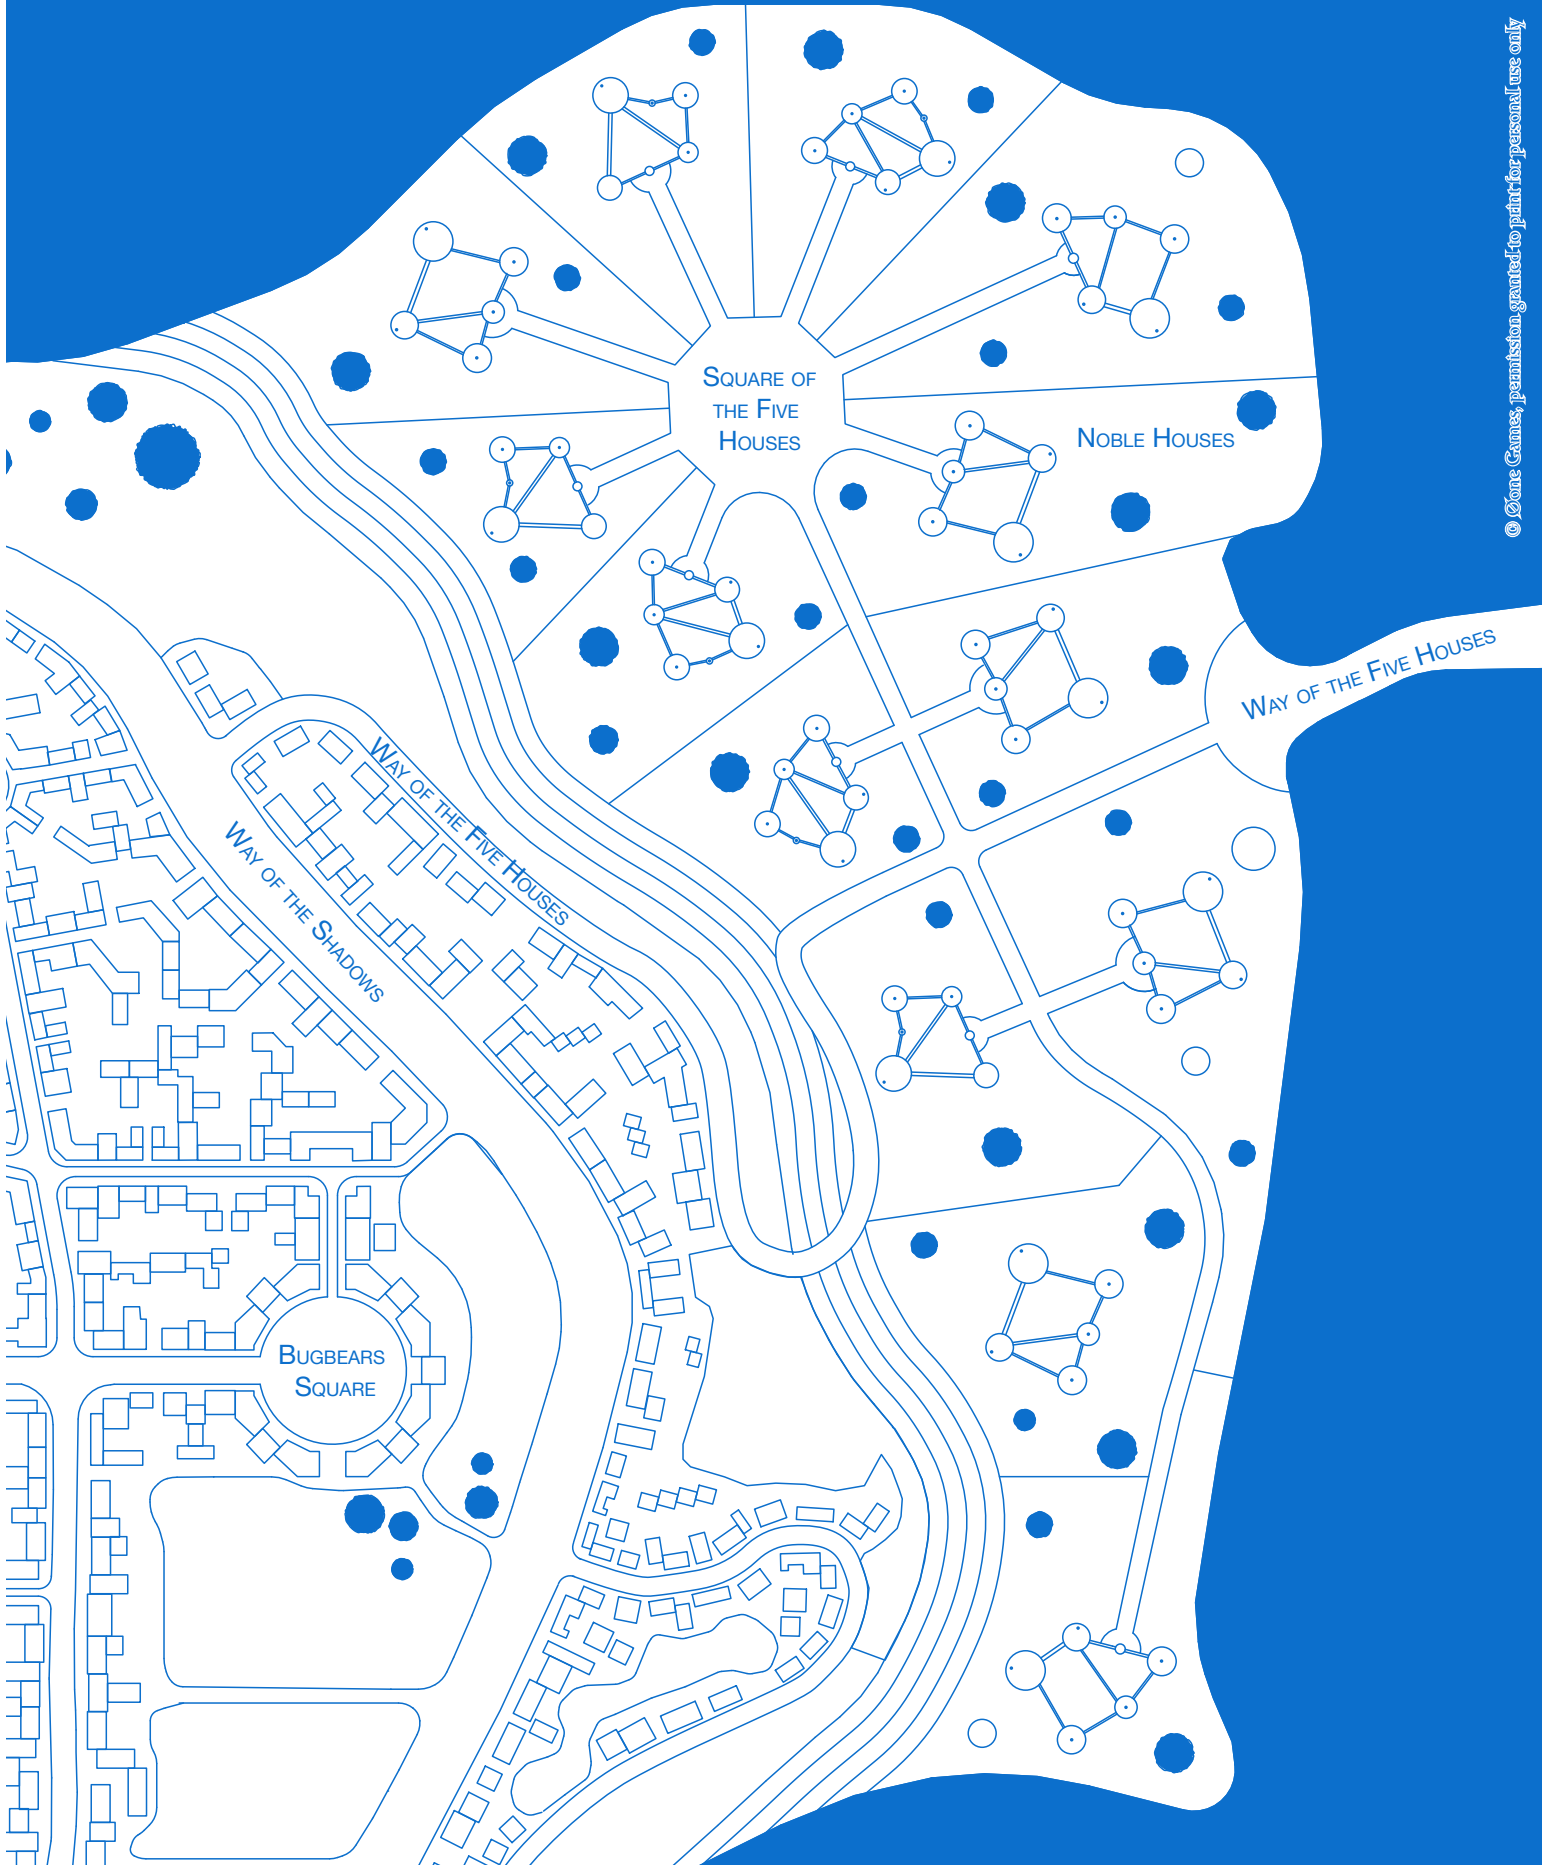 © Øone Games, permission granted to print for personal use only
Square of
the Five
Houses
Noble Houses
Way of the Five Houses
Way of the Five Houses
Way of the Shadows
Bugbears
Square